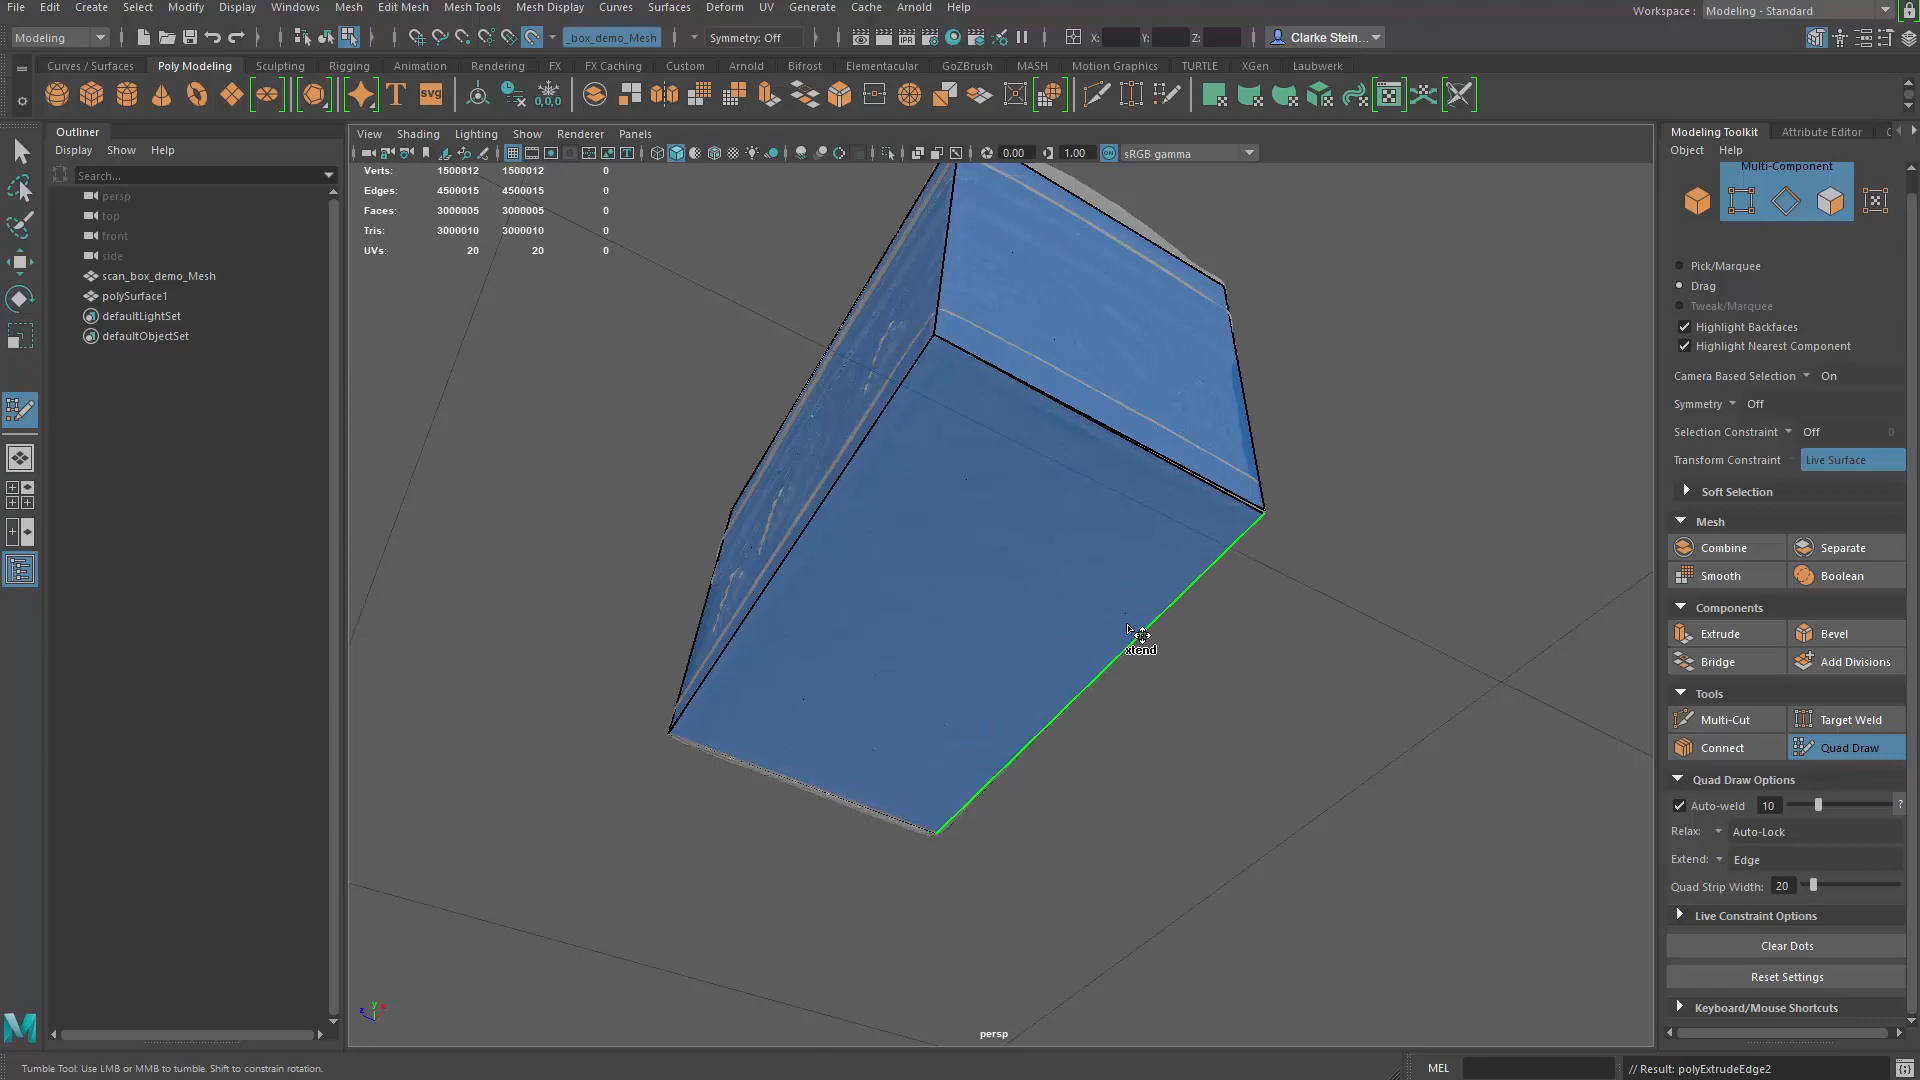 File Edit Create Select Modify Display Windows Mesh Edit Mesh Mesh Tools Mesh Display Curves Surfaces Deform UV Generate Cache Arnold Help
Workspace : Modeling - Standard
Modeling _box_demo_Mesh Symmetry: Off X: Y: Z: Clarke Stein...
Curves / Surfaces Poly Modeling Sculpting Rigging Animation Rendering FX FX Caching Custom Arnold Bifrost Elementacular GoZBrush MASH Motion Graphics TURTLE XGen Laubwerk
T svg 0,0,0
Outliner
Display Show Help
Search...
persp
top
front
side
scan_box_demo_Mesh
polySurface1
defaultLightSet
defaultObjectSet
View Shading Lighting Show Renderer Panels
0.00 1.00 ON sRGB gamma
Verts: 1500012 1500012 0
Edges: 4500015 4500015 0
Faces: 3000005 3000005 0
Tris: 3000010 3000010 0
UVs: 20 20 0
xtend
persp
Modeling Toolkit Attribute Editor
Object Help
Multi-Component
Pick/Marquee
Drag
Tweak/Marquee
Highlight Backfaces
Highlight Nearest Component
Camera Based Selection On
Symmetry Off
Selection Constraint Off 0
Transform Constraint Live Surface
Soft Selection
Mesh
Combine Separate
Smooth Boolean
Components
Extrude Bevel
Bridge Add Divisions
Tools
Multi-Cut Target Weld
Connect Quad Draw
Quad Draw Options
Auto-weld 10 ?
Relax: Auto-Lock
Extend: Edge
Quad Strip Width: 20
Live Constraint Options
Clear Dots
Reset Settings
Keyboard/Mouse Shortcuts
Tumble Tool: Use LMB or MMB to tumble. Shift to constrain rotation.
MEL // Result: polyExtrudeEdge2